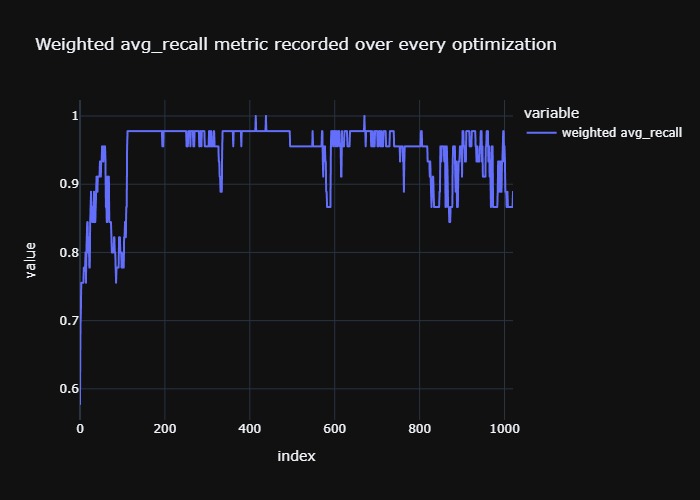 Weighted avg_recall metric recorded over every optimization
variable
weighted avg_recall
1
0.9
0.8
0.7
0.6
value
0 200 400 600 800 1000
index